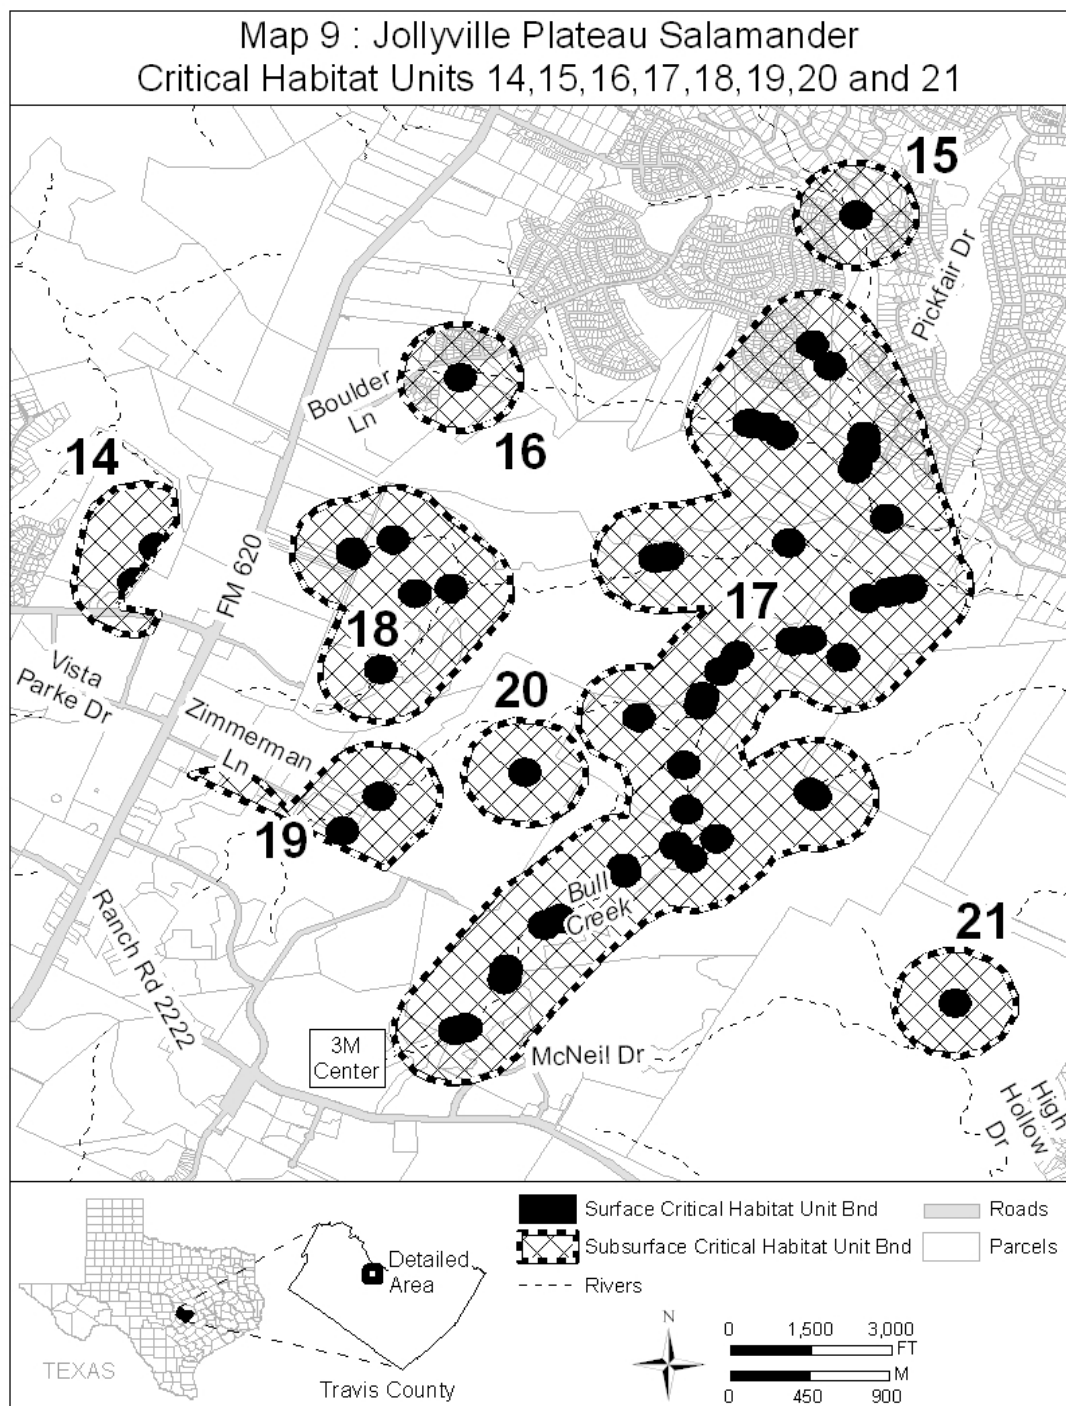 Map 9 : Jollyville Plateau Salamander
Critical Habitat Units 14,15,16,17,18,19,20 and 21
15
Pickfair Dr
Boulder
Ln
16
14
FM 620
17
18
Vista
Parke Dr
20
Zimmerman
Ln
19
Bull
Creek
Ranch Rd 2222
21
3M
Center
McNeil Dr
High
Hollow
Dr
Surface Critical Habitat Unit Bnd
Roads
Subsurface Critical Habitat Unit Bnd
Parcels
Rivers
Detailed
Area
TEXAS
Travis County
N
0 1,500 3,000
FT
M
0 450 900